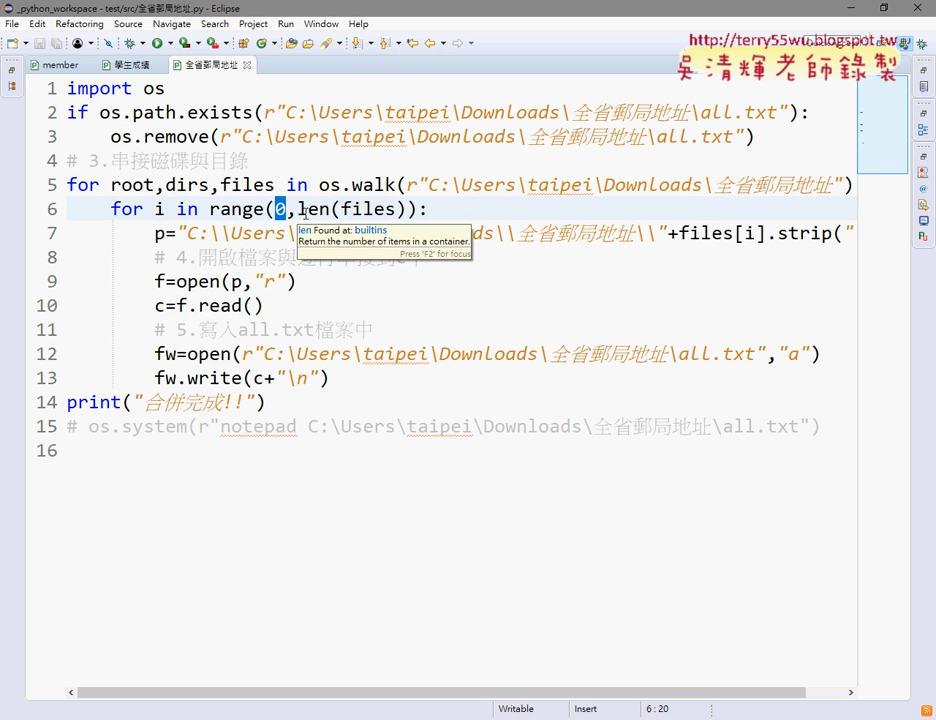 _python_workspace - test/src/全省郵局地址.py - Eclipse
File Edit Refactoring Source Navigate Search Project Run Window Help
http://terry55wu.blogspot.tw
吳清輝老師錄製
member 學生成績 全省郵局地址
1 import os
2 if os.path.exists(r"C:\Users\taipei\Downloads\全省郵局地址\all.txt"):
3 os.remove(r"C:\Users\taipei\Downloads\全省郵局地址\all.txt")
4 # 3.串接磁碟與目錄
5 for root,dirs,files in os.walk(r"C:\Users\taipei\Downloads\全省郵局地址")
6 for i in range(0,len(files)):
7 p="C:\\Users\ ds\\全省郵局地址\\"+files[i].strip("
len Found at: builtins
Return the number of items in a container.
Press "F2" for focus
8 # 4.開啟檔案與
9 f=open(p,"r")
10 c=f.read()
11 # 5.寫入all.txt檔案中
12 fw=open(r"C:\Users\taipei\Downloads\全省郵局地址\all.txt","a")
13 fw.write(c+"\n")
14 print("合併完成!!")
15 # os.system(r"notepad C:\Users\taipei\Downloads\全省郵局地址\all.txt")
16
Writable Insert 6 : 20